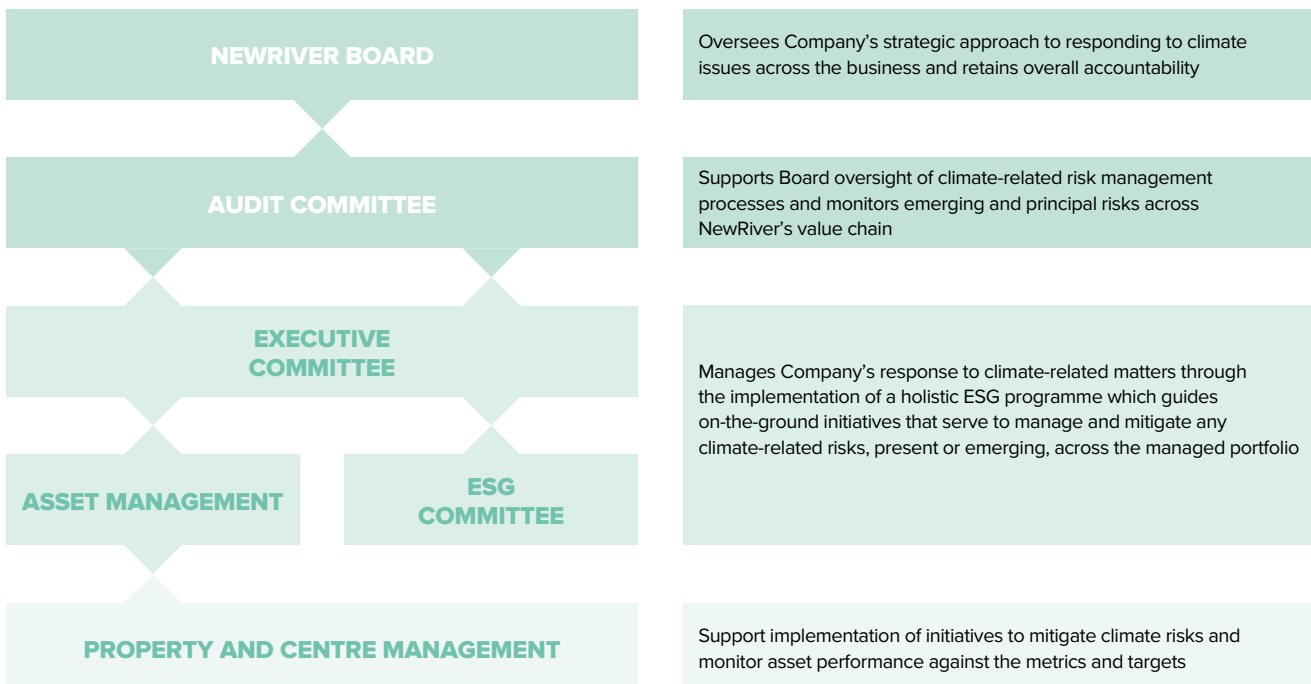 NEWRIVER BOARD
Oversees Company's strategic approach to responding to climate
issues across the business and retains overall accountability
AUDIT COMMITTEE
Supports Board oversight of climate-related risk management
processes and monitors emerging and principal risks across
NewRiver's value chain
EXECUTIVE
COMMITTEE
Manages Company's response to climate-related matters through
the implementation of a holistic ESG programme which guides
on-the-ground initiatives that serve to manage and mitigate any
climate-related risks, present or emerging, across the managed portfolio
ASSET MANAGEMENT
ESG
COMMITTEE
PROPERTY AND CENTRE MANAGEMENT
Support implementation of initiatives to mitigate climate risks and
monitor asset performance against the metrics and targets